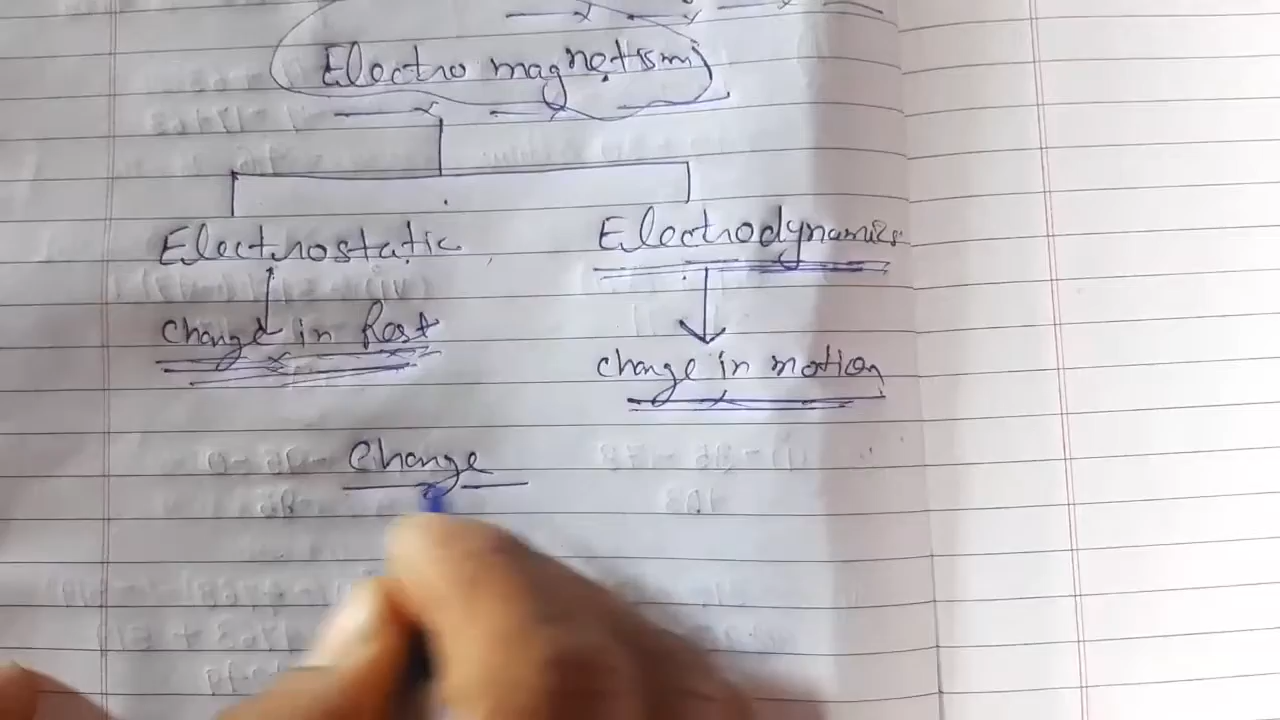 Electro magnetism
Electrostatic
Electrodynamics
Change in Rest
change in motion
Change